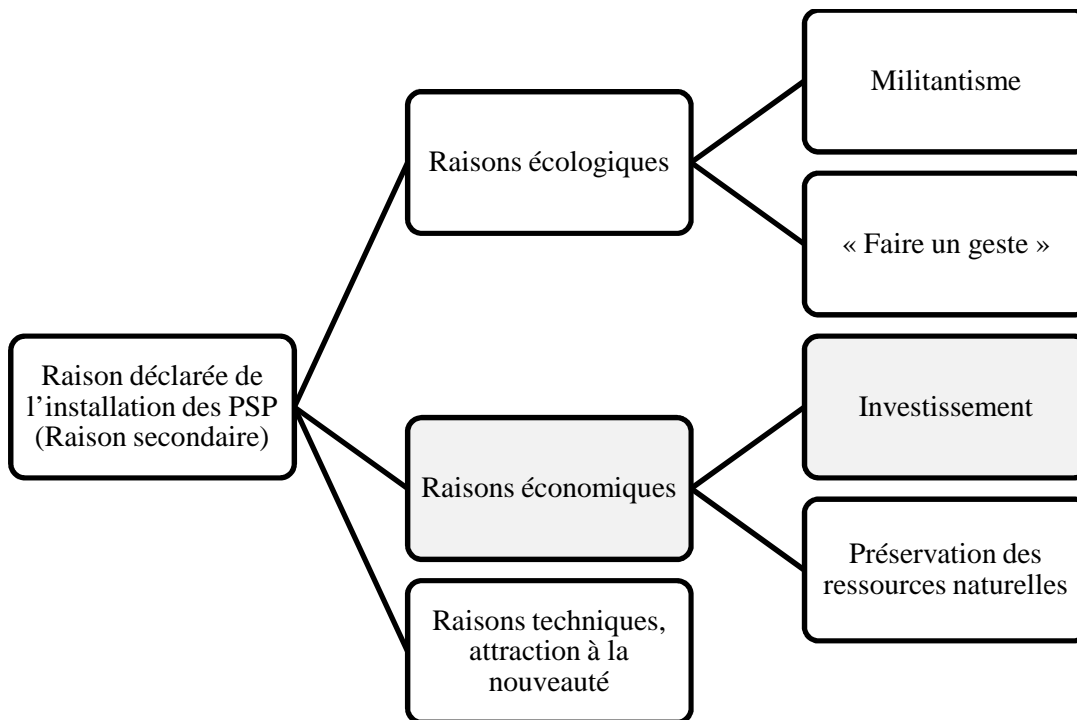 Raison déclarée de
l’installation des PSP
(Raison secondaire)
Raisons écologiques
Militantisme
« Faire un geste »
Raisons économiques
Investissement
Préservation des
ressources naturelles
Raisons techniques,
attraction à la
nouveauté